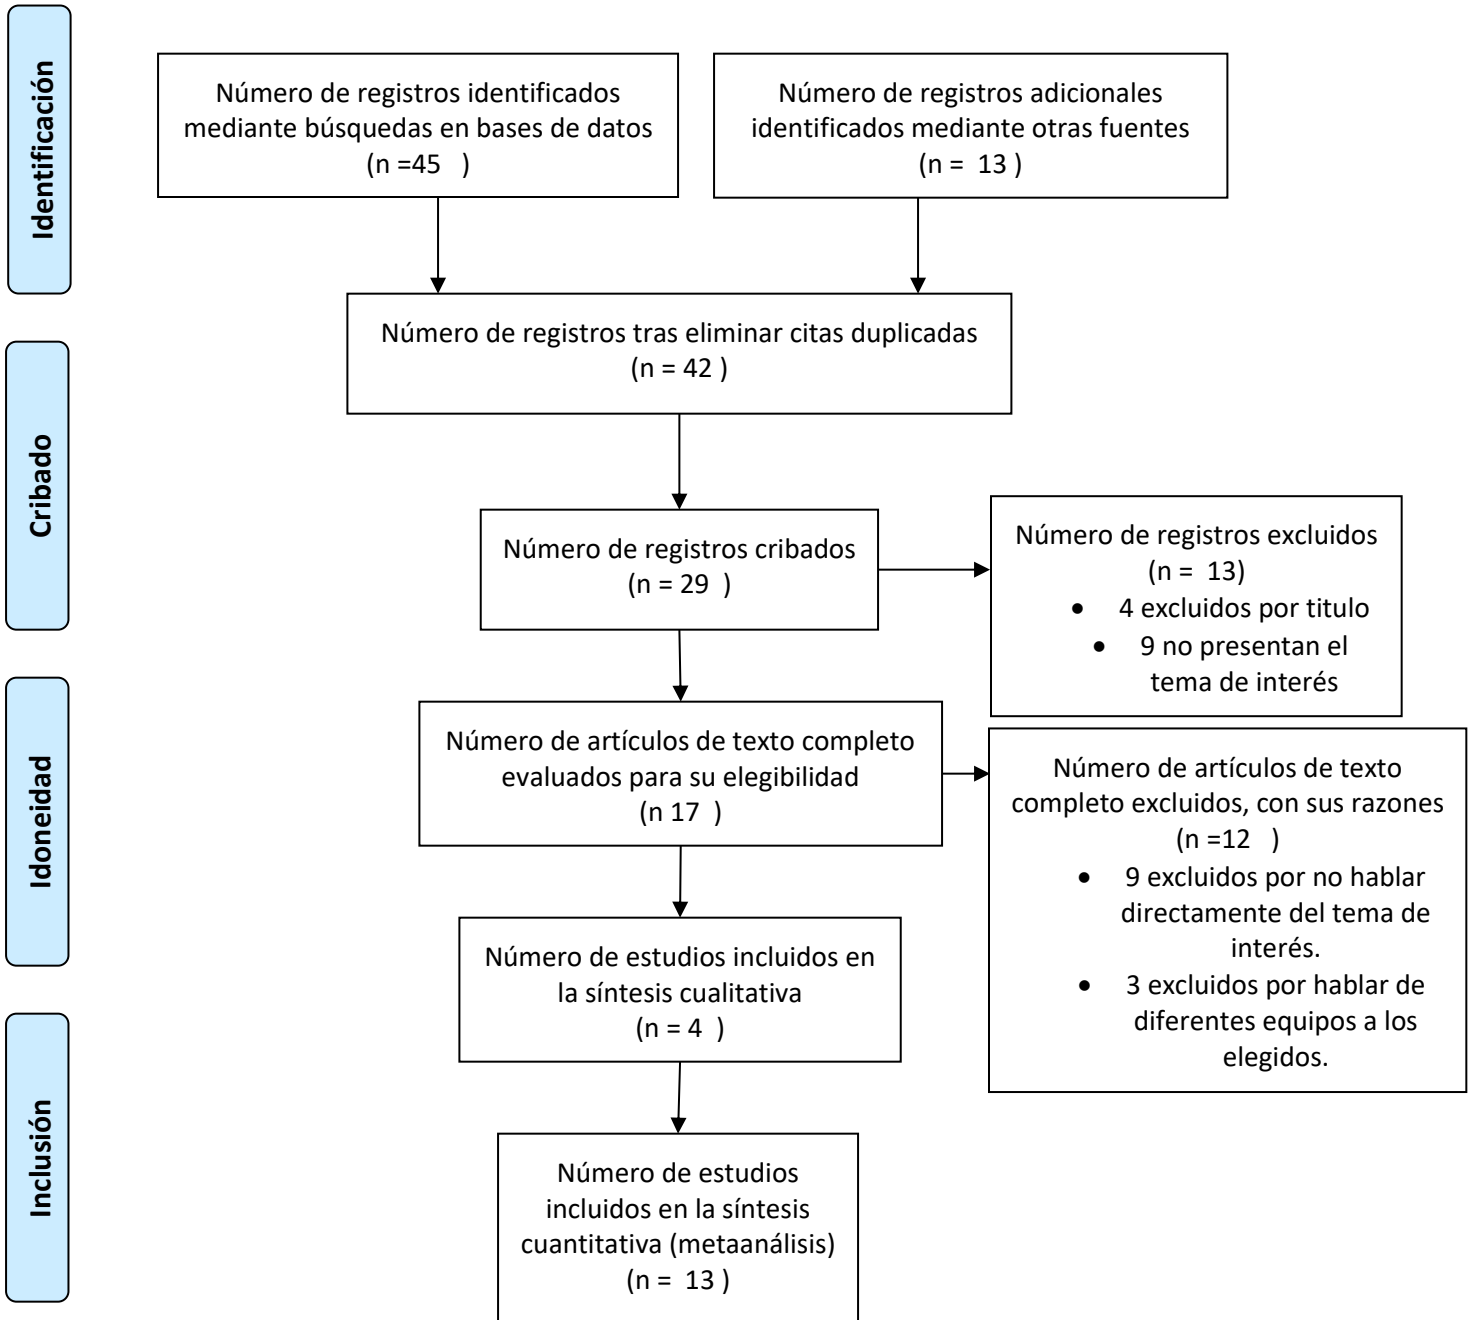 Identificación
Número de registros identificados
mediante búsquedas en bases de datos
(n =45   )
Número de registros adicionales
identificados mediante otras fuentes
(n =  13 )
Número de registros tras eliminar citas duplicadas
(n = 42 )
Cribado
Número de registros cribados
(n = 29  )
Número de registros excluidos
(n =  13)
• 4 excluidos por titulo
• 9 no presentan el
tema de interés
Idoneidad
Número de artículos de texto completo
evaluados para su elegibilidad
(n 17  )
Número de artículos de texto
completo excluidos, con sus razones
(n =12   )
• 9 excluidos por no hablar
directamente del tema de
interés.
• 3 excluidos por hablar de
diferentes equipos a los
elegidos.
Número de estudios incluidos en
la síntesis cualitativa
(n = 4  )
Inclusión
Número de estudios
incluidos en la síntesis
cuantitativa (metaanálisis)
(n =  13 )